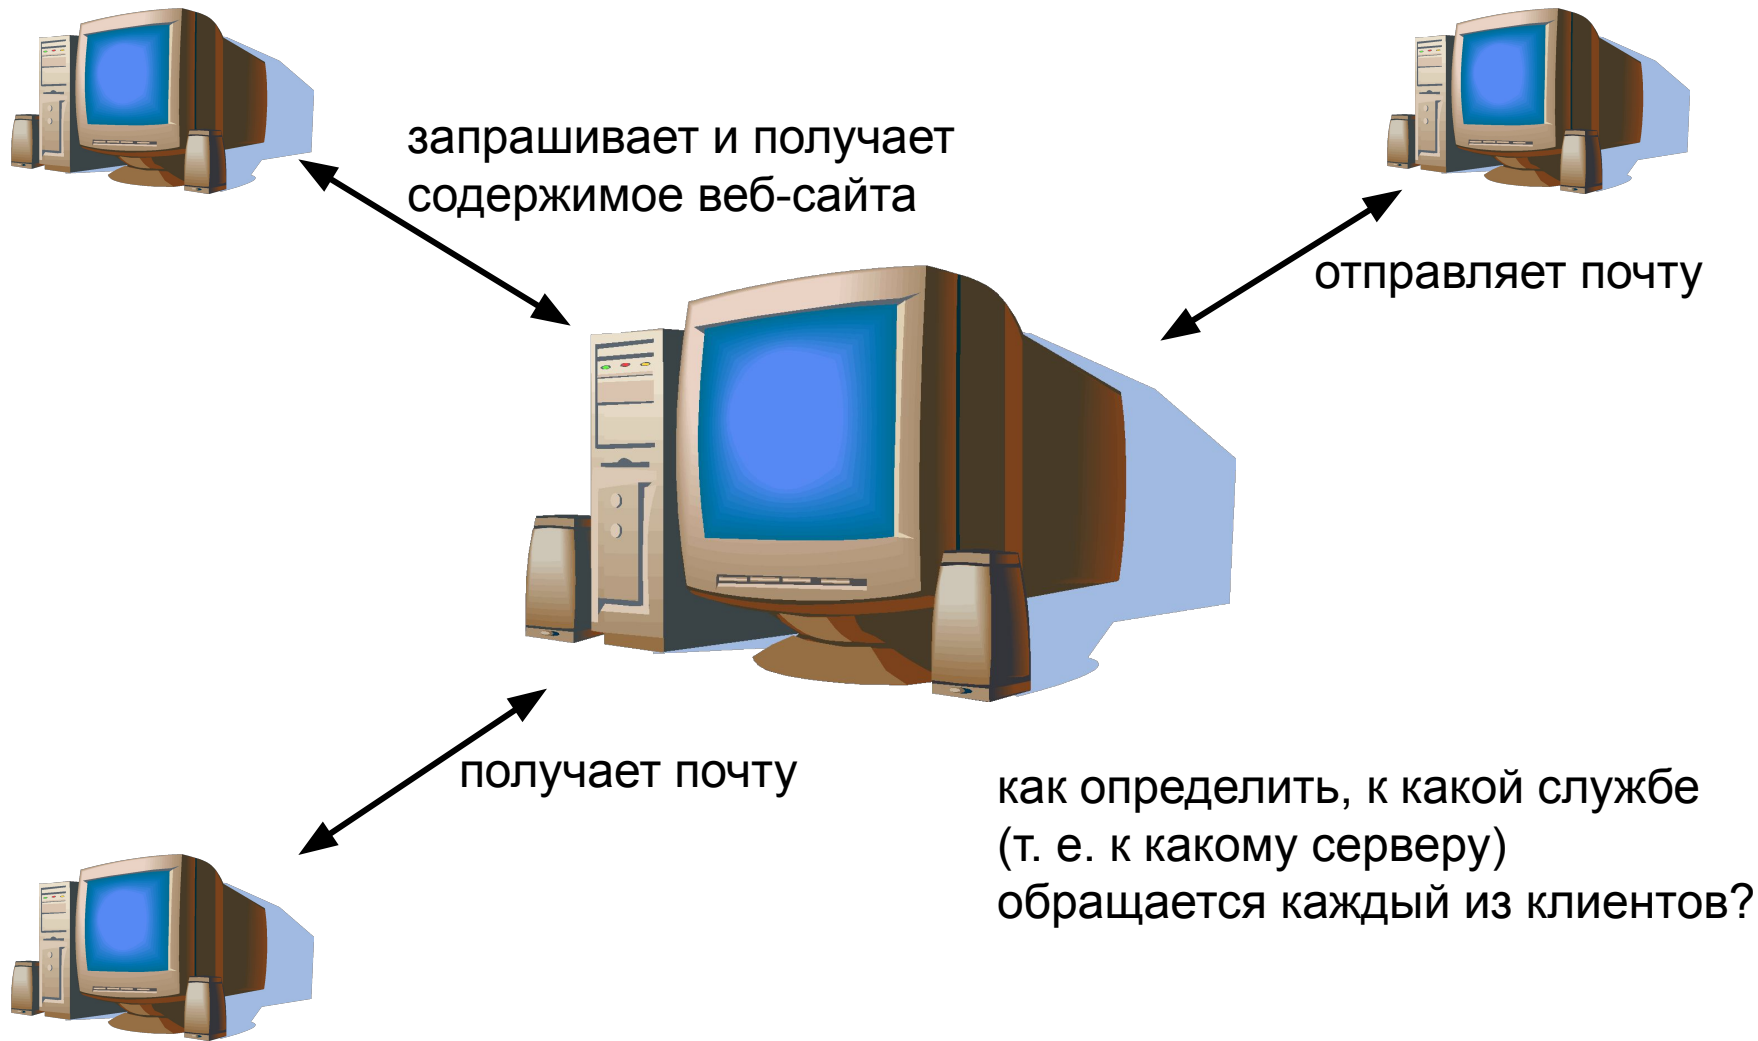 запрашивает и получает
содержимое веб-сайта
отправляет почту
получает почту
как определить, к какой службе
(т. е. к какому серверу)
обращается каждый из клиентов?